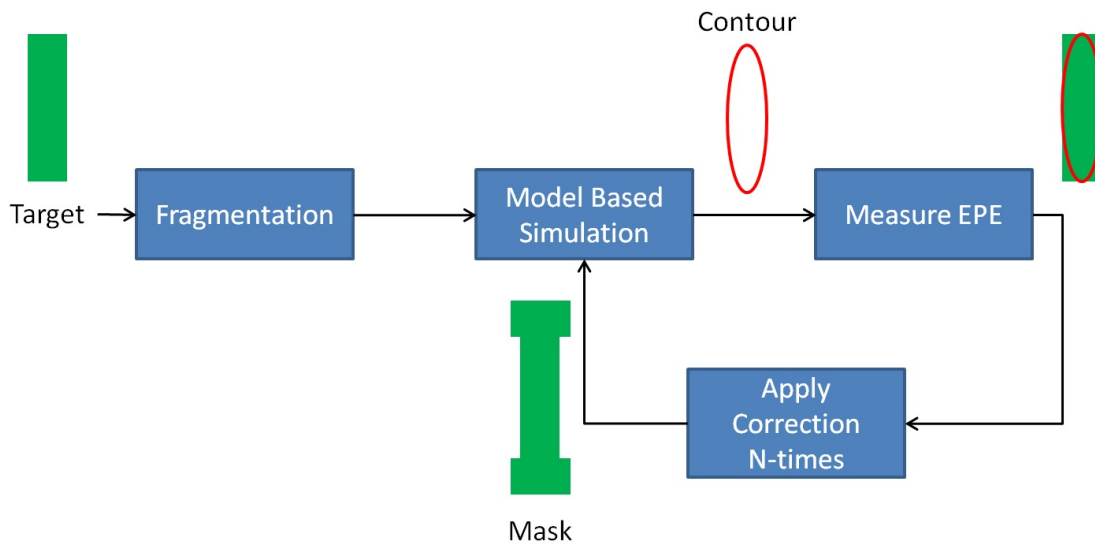 Contour
Target
Fragmentation
Model Based
Simulation
Measure EPE
Apply
Correction
N-times
Mask